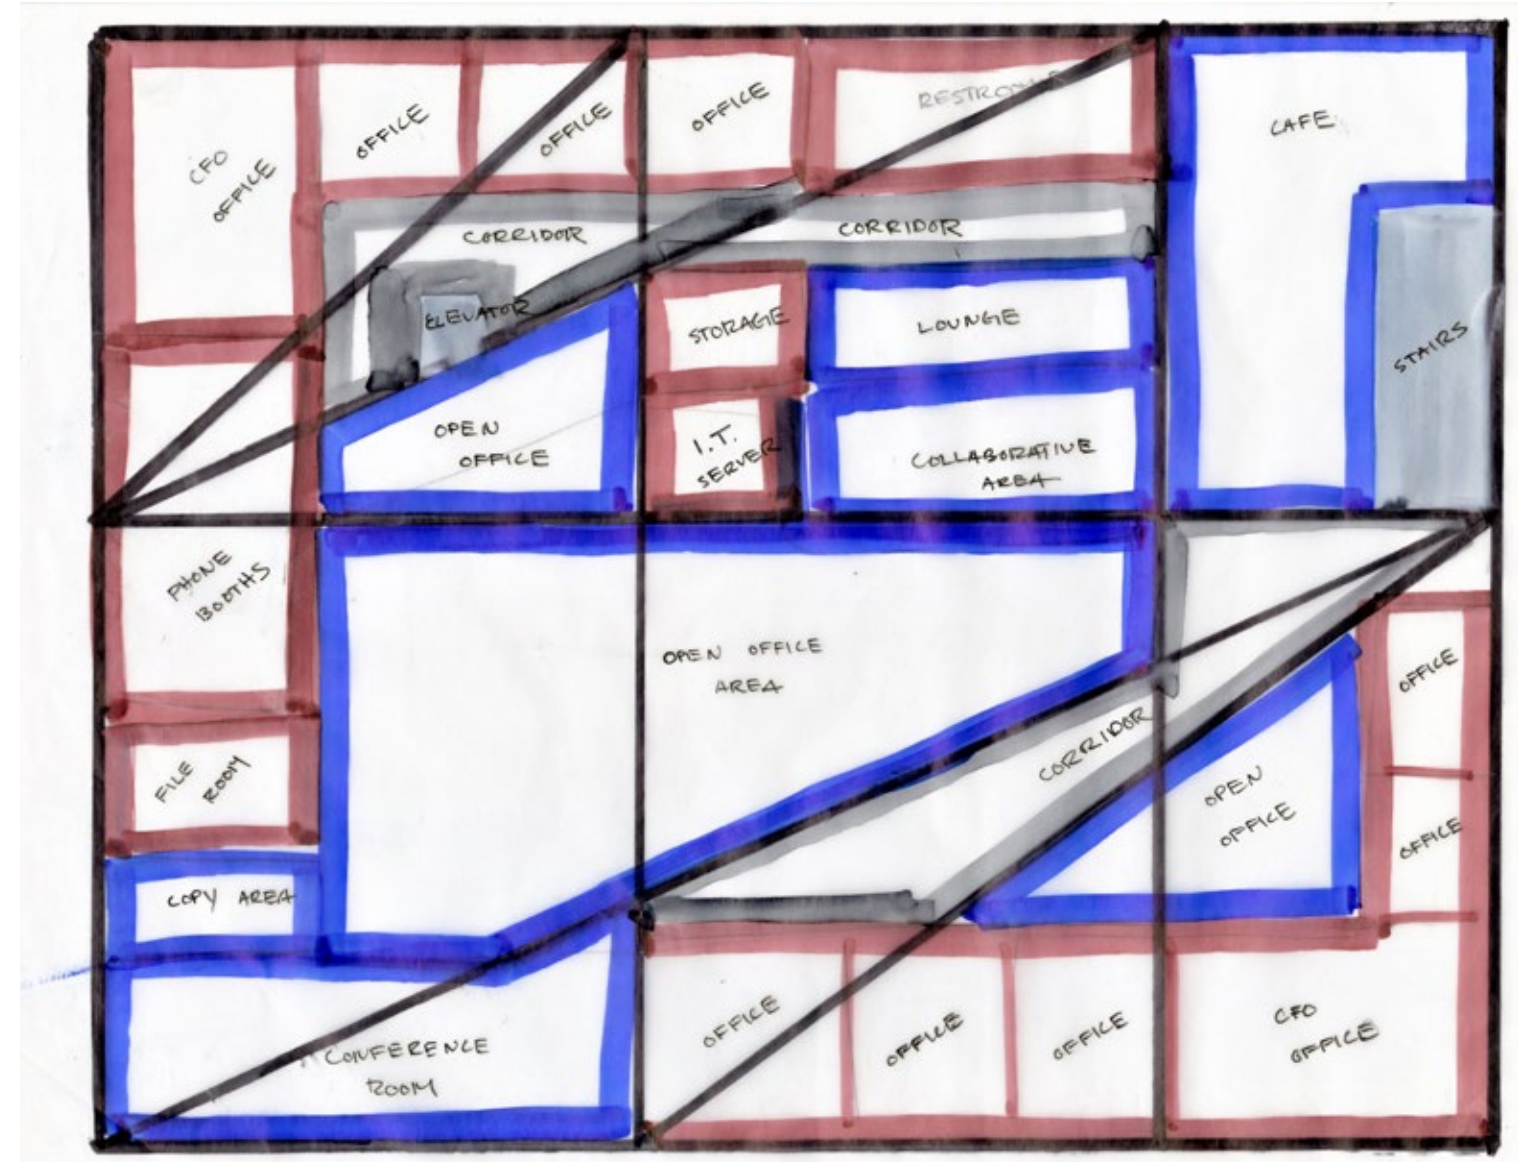 CFO
OFFICE
OFFICE
OFFICE
OFFICE
RESTROOMS
CAFE
CORRIDOR
CORRIDOR
ELEVATOR
STORAGE
LOUNGE
STAIRS
OPEN
OFFICE
I.T.
SERVER
COLLABORATIVE
AREA
PHONE
BOOTHS
OPEN OFFICE
AREA
OFFICE
CORRIDOR
FILE
ROOM
OPEN
OFFICE
OFFICE
COPY AREA
CONFERENCE
ROOM
OFFICE
OFFICE
OFFICE
CFO
OFFICE